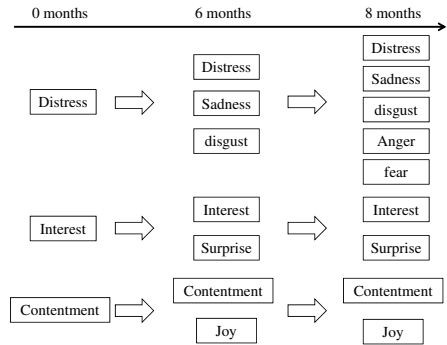 0 months
6 months
8 months
Distress
Distress
Sadness
disgust
Distress
Sadness
disgust
Anger
fear
Interest
Interest
Surprise
Interest
Surprise
Contentment
Contentment
Joy
Contentment
Joy